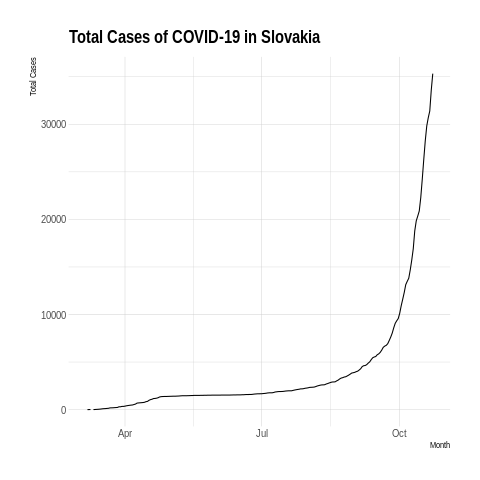 Total Cases of COVID-19 in Slovakia
Total Cases
30000
20000
10000
0
Apr
Jul
Oct
Month